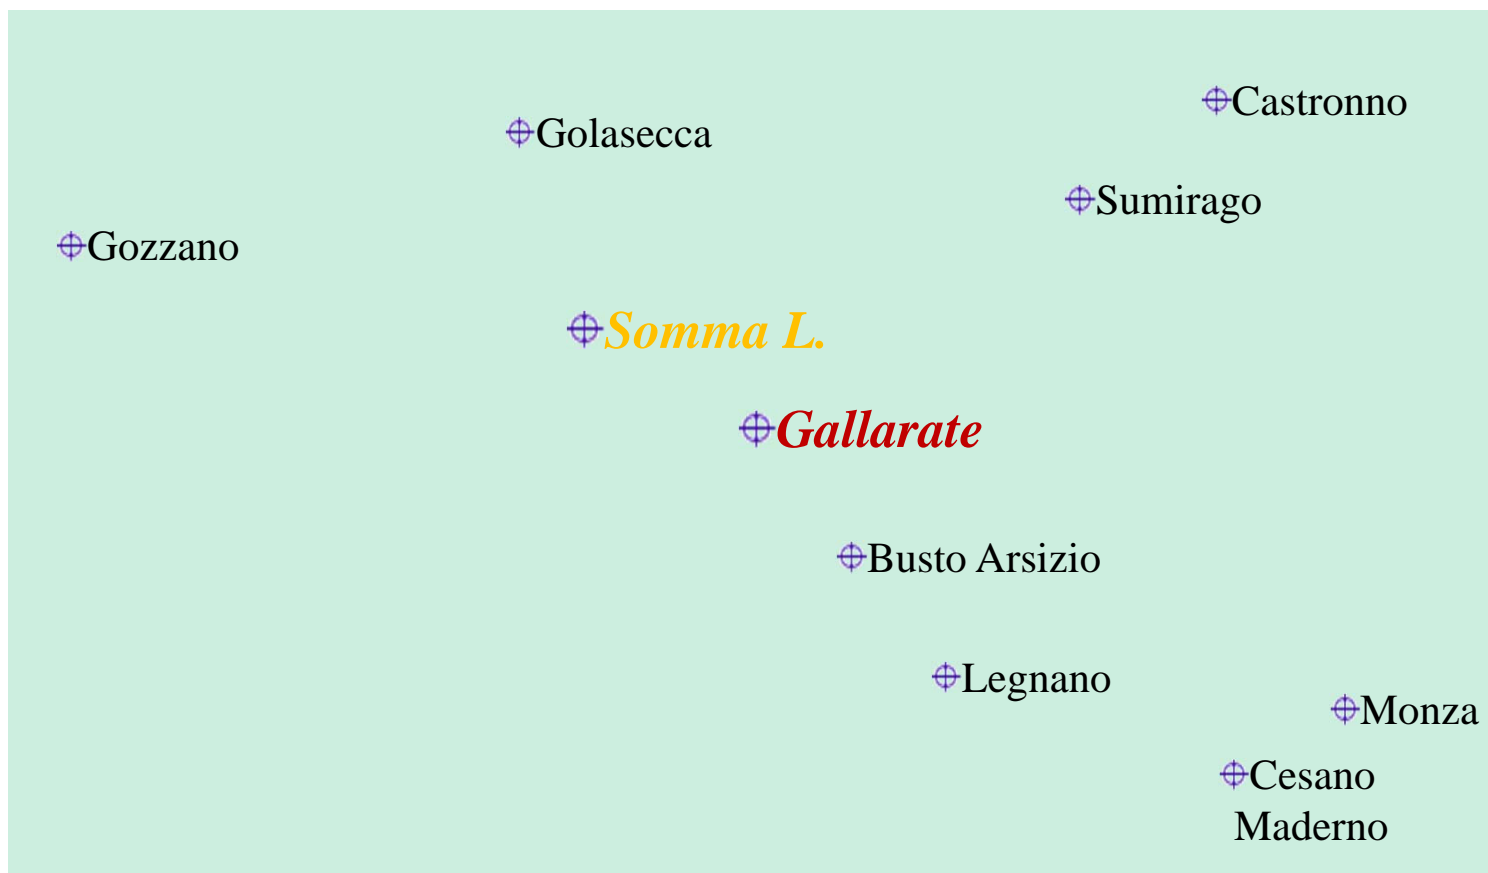 Castronno
Golasecca
Sumirago
Gozzano
Somma L.
Gallarate
Busto Arsizio
Legnano
Monza
Cesano
Maderno